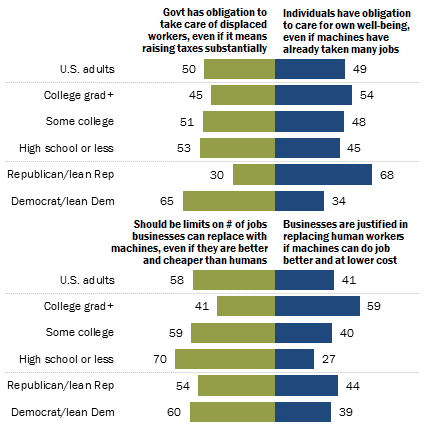 Govt has obligation to
take care of displaced
workers, even if it means
raising taxes substantially
Individuals have obligation
to care for own well-being,
even if machines have
already taken many jobs
U.S. adults 50 49
College grad+ 45 54
Some college 51 48
High school or less 53 45
Republican/lean Rep 30 68
Democrat/lean Dem 65 34
Should be limits on # of jobs
businesses can replace with
machines, even if they are better
and cheaper than humans
Businesses are justified in
replacing human workers
if machines can do job
better and at lower cost
U.S. adults 58 41
College grad+ 41 59
Some college 59 40
High school or less 70 27
Republican/lean Rep 54 44
Democrat/lean Dem 60 39